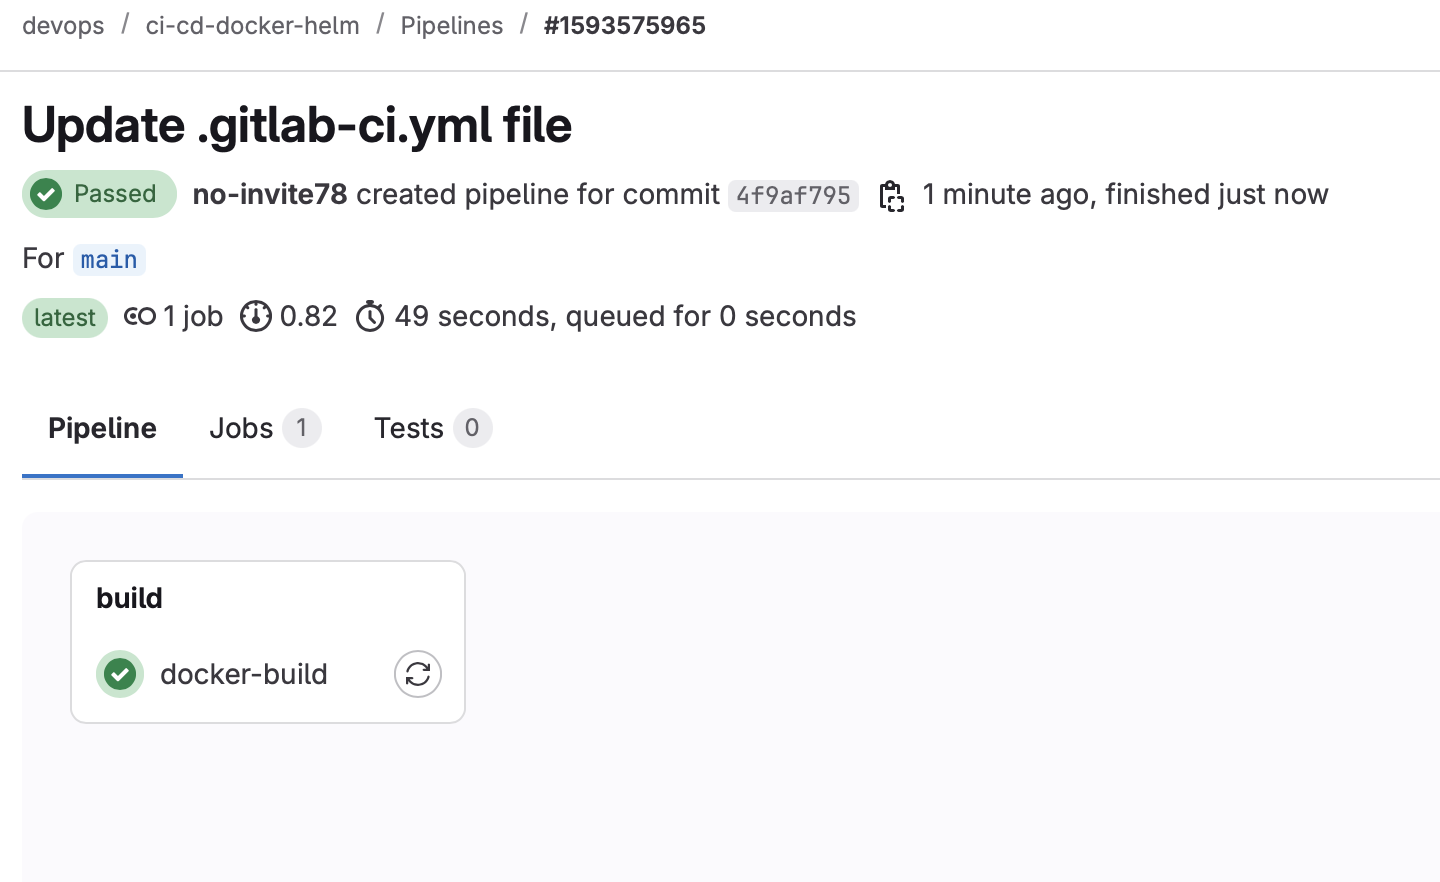 devops / ci-cd-docker-helm / Pipelines / #1593575965
Update .gitlab-ci.yml file
Passed no-invite78 created pipeline for commit 4f9af795 1 minute ago, finished just now
For main
latest 1 job 0.82 49 seconds, queued for 0 seconds
Pipeline Jobs 1 Tests 0
build
docker-build